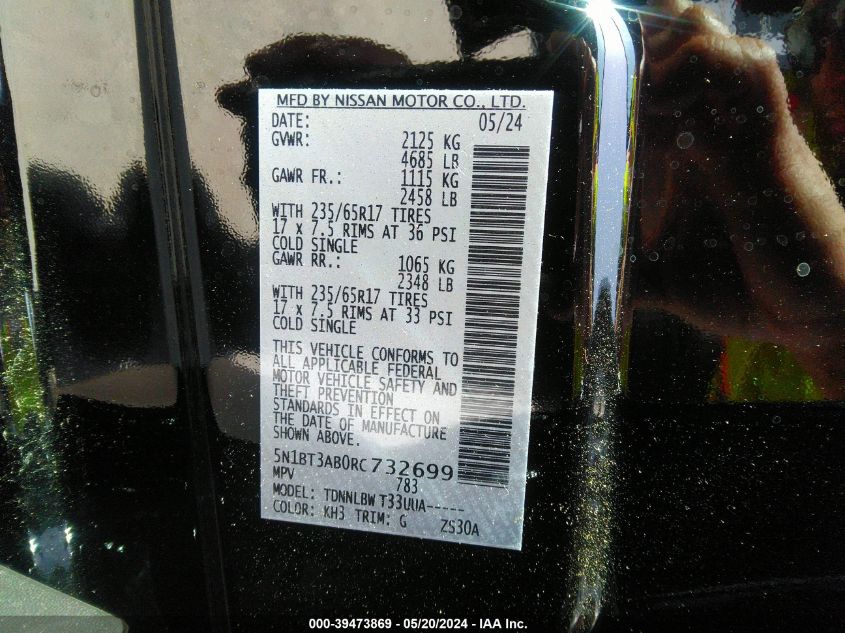 MFD BY NISSAN MOTOR CO., LTD.
DATE: 05/24
GVWR: 2125 KG
4685 LB
GAWR FR.: 1115 KG
2458 LB
WITH 235/65R17 TIRES
17 x 7.5 RIMS AT 36 PSI
COLD SINGLE
GAWR RR.: 1065 KG
2348 LB
WITH 235/65R17 TIRES
17 x 7.5 RIMS AT 33 PSI
COLD SINGLE
THIS VEHICLE CONFORMS TO
ALL APPLICABLE FEDERAL
MOTOR VEHICLE SAFETY AND
THEFT PREVENTION
STANDARDS IN EFFECT ON
THE DATE OF MANUFACTURE
SHOWN ABOVE.
5N1BT3AB0RC732699
MPV 783
MODEL: TDNNLBW T33UUA-----
COLOR: KH3 TRIM: G ZS30A
000-39473869 - 05/20/2024 - IAA Inc.